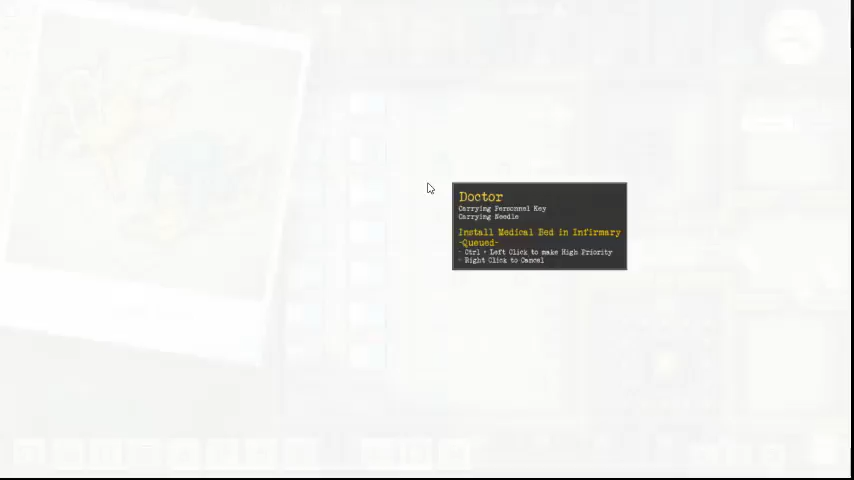 Doctor
Carrying Personnel Key
Carrying Needle
Install Medical Bed in Infirmary
-Queued-
- Ctrl + Left Click to make High Priority
- Right Click to Cancel